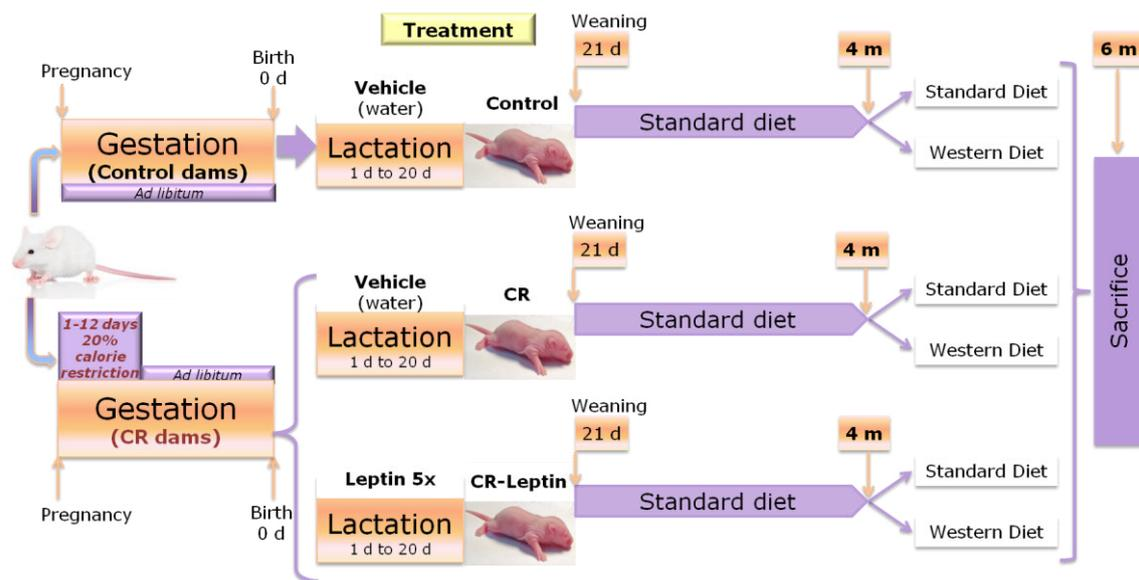 Treatment
Pregnancy
Birth
0 d
Gestation
(Control dams)
Ad libitum
Vehicle
(water)
Lactation
1 d to 20 d
Control
Weaning
21 d
Standard diet
4 m
Standard Diet
Western Diet
6 m
Sacrifice
1-12 days
20%
calorie
restriction
Ad libitum
Gestation
(CR dams)
Pregnancy
Birth
0 d
Vehicle
(water)
Lactation
1 d to 20 d
CR
Weaning
21 d
Standard diet
4 m
Standard Diet
Western Diet
Leptin 5x
Lactation
1 d to 20 d
CR-Leptin
Weaning
21 d
Standard diet
4 m
Standard Diet
Western Diet